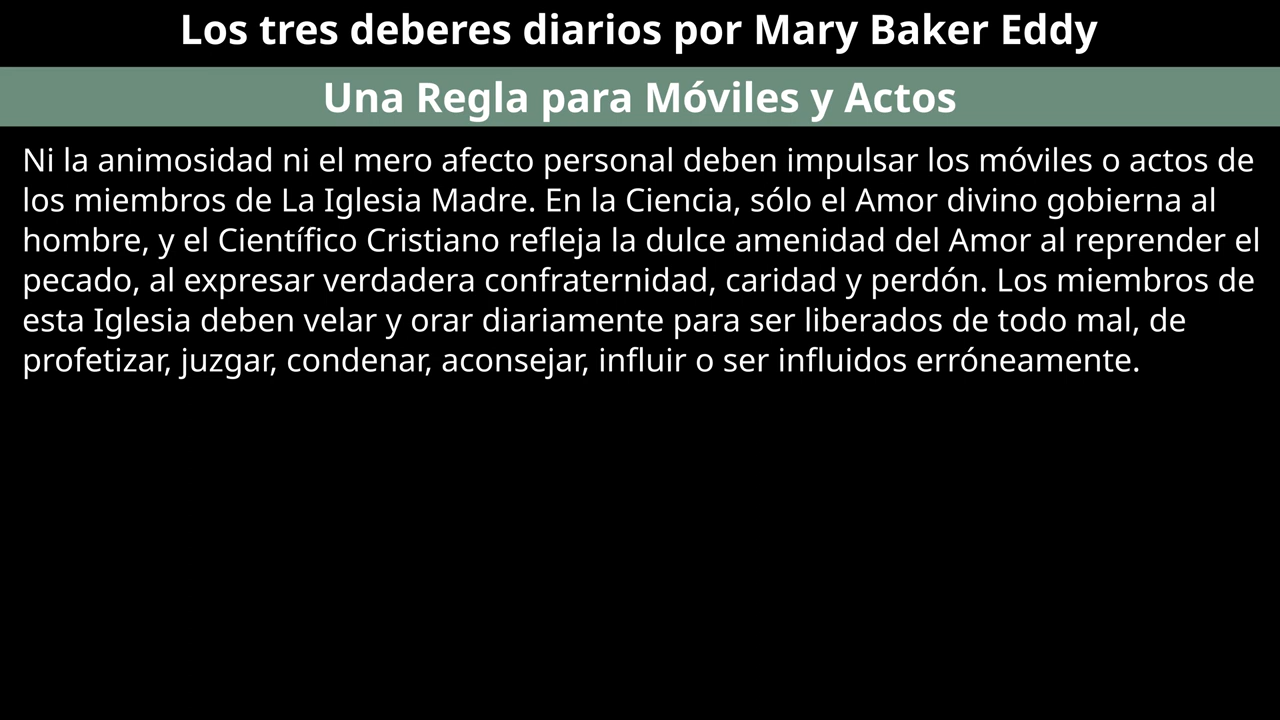 Los tres deberes diarios por Mary Baker Eddy
Una Regla para Móviles y Actos
Ni la animosidad ni el mero afecto personal deben impulsar los móviles o actos de
los miembros de La Iglesia Madre. En la Ciencia, sólo el Amor divino gobierna al
hombre, y el Científico Cristiano refleja la dulce amenidad del Amor al reprender el
pecado, al expresar verdadera confraternidad, caridad y perdón. Los miembros de
esta Iglesia deben velar y orar diariamente para ser liberados de todo mal, de
profetizar, juzgar, condenar, aconsejar, influir o ser influidos erróneamente.